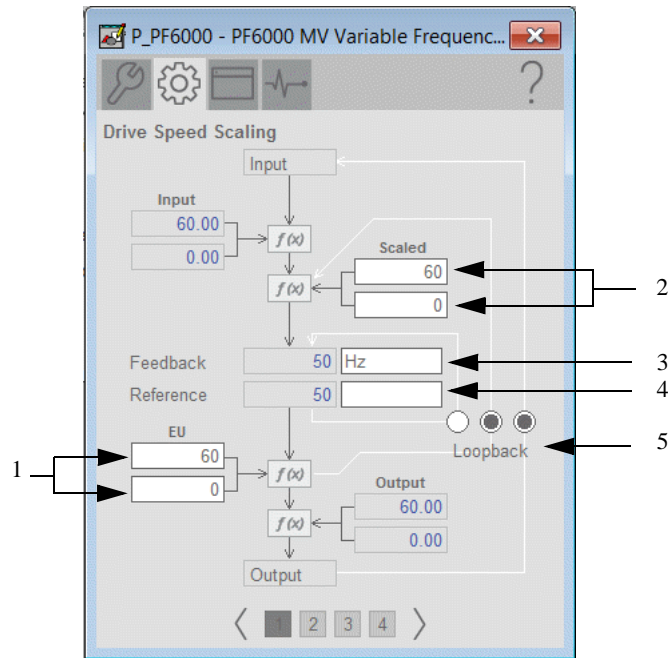 P_PF6000 - PF6000 MV Variable Frequenc...
?
Drive Speed Scaling
Input
Input
60.00
0.00
f(x)
Scaled
60
0
f(x)
2
Feedback 50 Hz 3
Reference 50 4
Loopback 5
EU
60
0
1
f(x)
Output
60.00
0.00
f(x)
Output
1 2 3 4